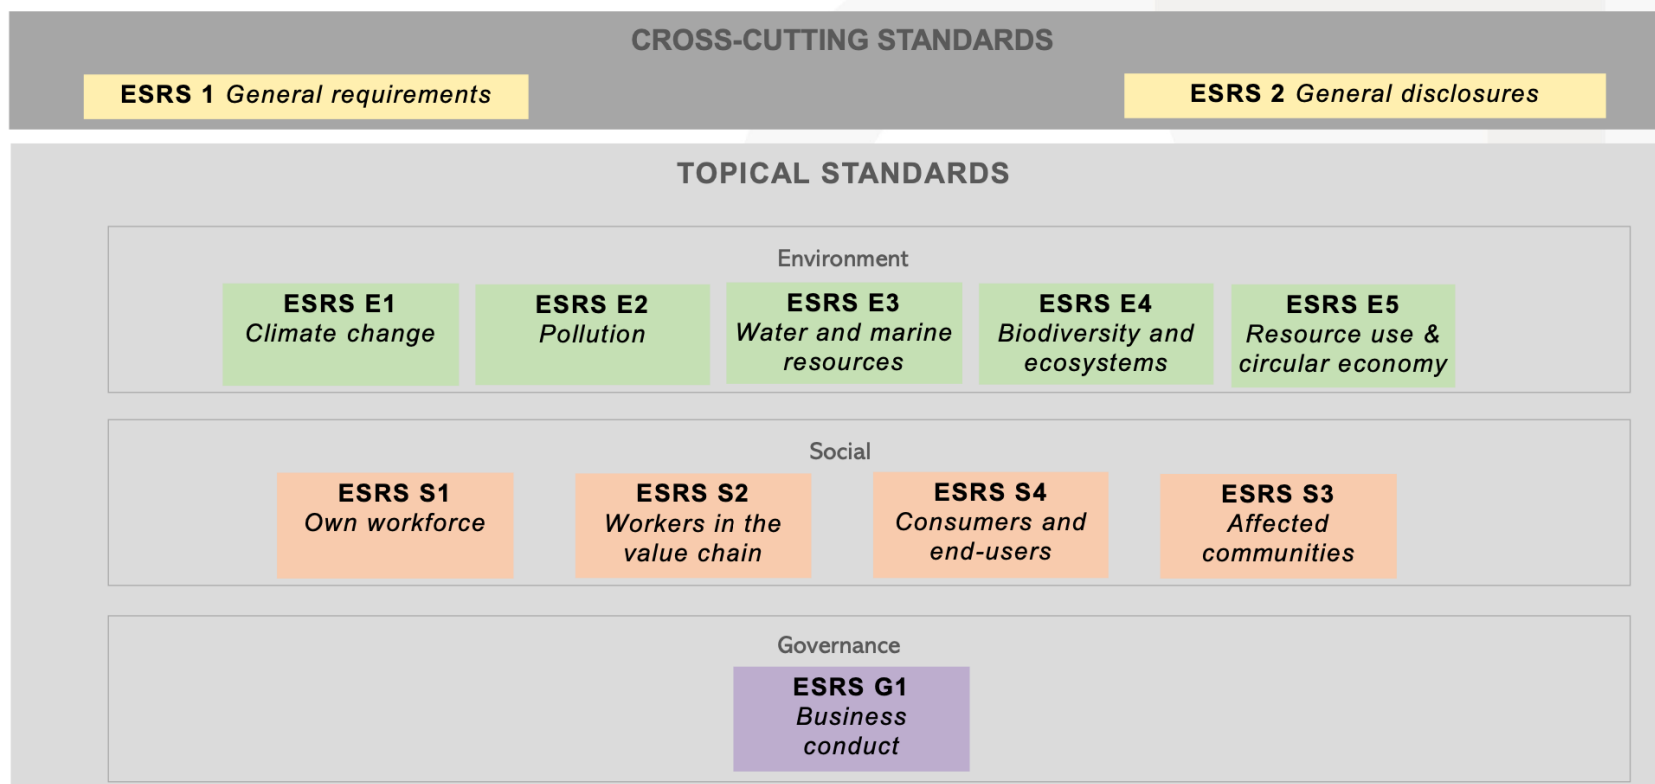 CROSS-CUTTING STANDARDS
ESRS 1 General requirements
ESRS 2 General disclosures
TOPICAL STANDARDS
Environment
ESRS E1
Climate change
ESRS E2
Pollution
ESRS E3
Water and marine
resources
ESRS E4
Biodiversity and
ecosystems
ESRS E5
Resource use &
circular economy
Social
ESRS S1
Own workforce
ESRS S2
Workers in the
value chain
ESRS S4
Consumers and
end-users
ESRS S3
Affected
communities
Governance
ESRS G1
Business
conduct